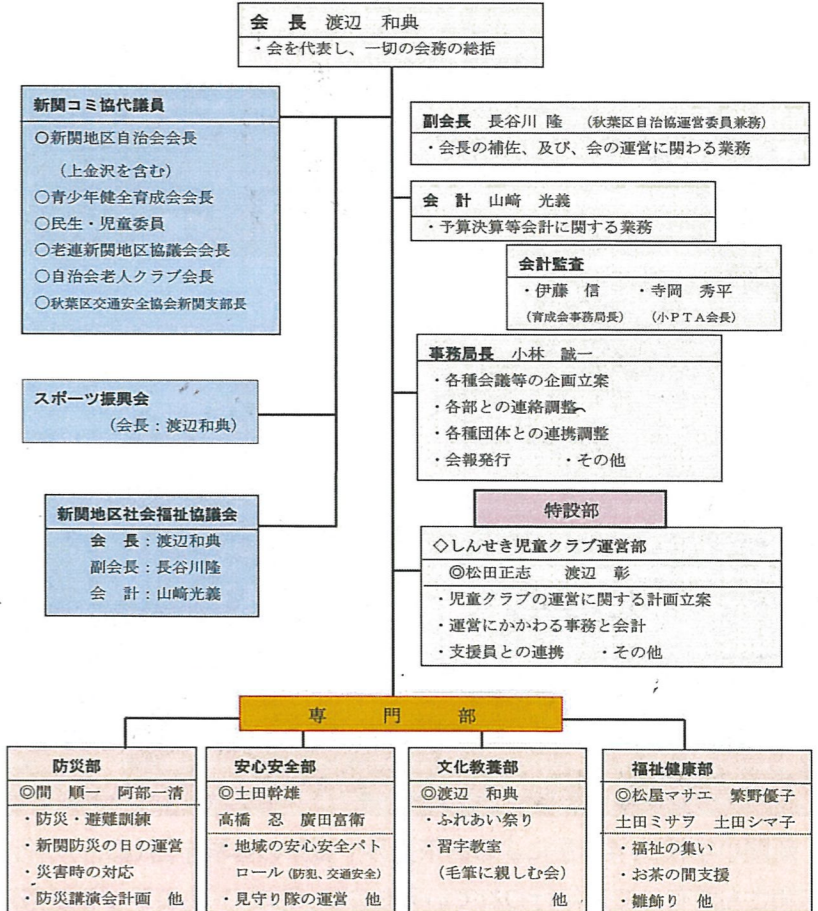 会　長　渡辺　和典
・会を代表し、一切の会務の総括
新関コミ協代議員
○新関地区自治会会長
（上金沢を含む）
○青少年健全育成会会長
○民生・児童委員
○老連新関地区協議会会長
○自治会老人クラブ会長
○秋葉区交通安全協会新関支部長
スポーツ振興会
（会長：渡辺和典）
新関地区社会福祉協議会
会　長：渡辺和典
副会長：長谷川隆
会　計：山﨑光義
副会長　長谷川 隆　（秋葉区自治協運営委員兼務）
・会長の補佐、及び、会の運営に関わる業務
会　計　山﨑　光義
・予算決算等会計に関する業務
会計監査
・伊藤　信　・寺岡　秀平
（育成会事務局長）　（小ＰＴＡ会長）
事務局長　小林　誠一
・各種会議等の企画立案
・各部との連絡調整
・各種団体との連携調整
・会報発行　・その他
特設部
◇しんせき児童クラブ運営部
◎松田正志　渡辺　彰
・児童クラブの運営に関する計画立案
・運営にかかわる事務と会計
・支援員との連携　・その他
専　門　部
防災部
◎間　順一　阿部一清
・防災・避難訓練
・新関防災の日の運営
・災害時の対応
・防災講演会計画　他
安心安全部
◎土田幹雄
高橋　忍　廣田富衛
・地域の安心安全パト
ロール（防犯、交通安全）
・見守り隊の運営　他
文化教養部
◎渡辺　和典
・ふれあい祭り
・習字教室
（毛筆に親しむ会）
他
福祉健康部
◎松屋マサエ　繁野優子
土田ミサヲ　土田シマ子
・福祉の集い
・お茶の間支援
・雛飾り　他